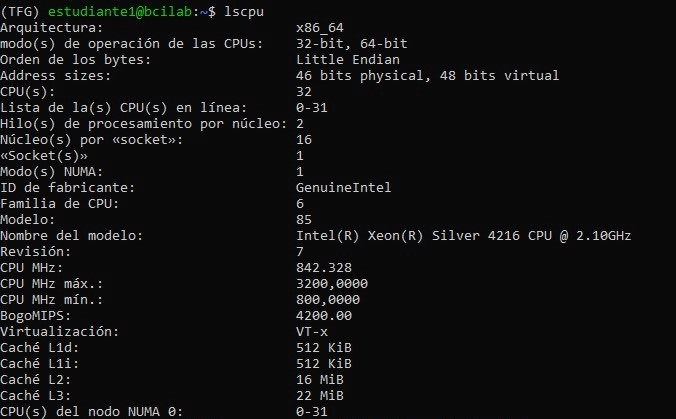 (TFG) estudiante1@bcilab:~$ lscpu
Arquitectura: x86_64
modo(s) de operación de las CPUs: 32-bit, 64-bit
Orden de los bytes: Little Endian
Address sizes: 46 bits physical, 48 bits virtual
CPU(s): 32
Lista de la(s) CPU(s) en línea: 0-31
Hilo(s) de procesamiento por núcleo: 2
Núcleo(s) por «socket»: 16
«Socket(s)» 1
Modo(s) NUMA: 1
ID de fabricante: GenuineIntel
Familia de CPU: 6
Modelo: 85
Nombre del modelo: Intel(R) Xeon(R) Silver 4216 CPU @ 2.10GHz
Revisión: 7
CPU MHz: 842.328
CPU MHz máx.: 3200,0000
CPU MHz mín.: 800,0000
BogoMIPS: 4200.00
Virtualización: VT-x
Caché L1d: 512 KiB
Caché L1i: 512 KiB
Caché L2: 16 MiB
Caché L3: 22 MiB
CPU(s) del nodo NUMA 0: 0-31